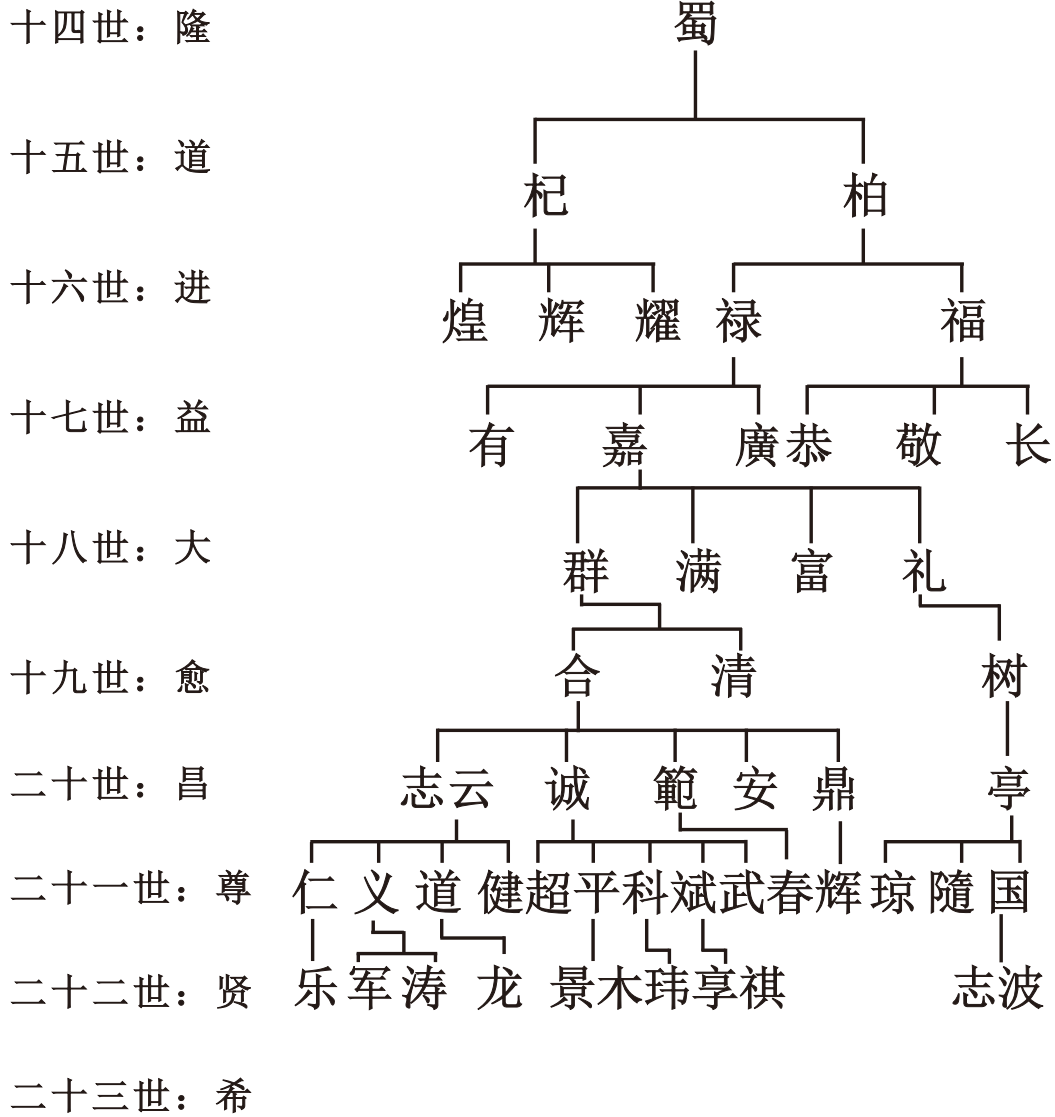 十四世：隆 蜀
十五世：道 杞 柏
十六世：进 煌 辉 耀 禄 福
十七世：益 有 嘉 廣 恭 敬 长
十八世：大 群 满 富 礼
十九世：愈 合 清 树
二十世：昌 志云 诚 範 安 鼎 亭
二十一世：尊 仁 义 道 健 超 平 科 斌 武 春 辉 琼 随 国
二十二世：贤 乐 军 涛 龙 景木 玮 享祺 志波
二十三世：希